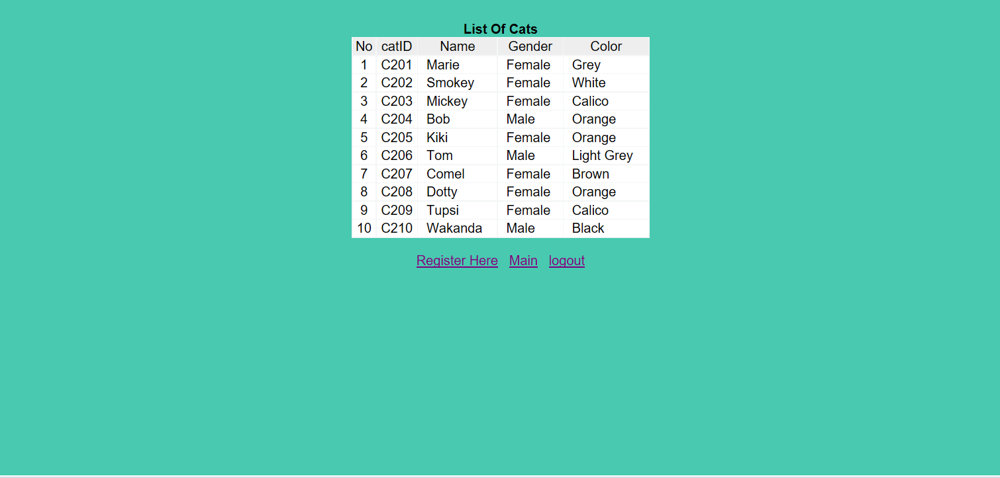 List Of Cats
No catID Name Gender Color
1 C201 Marie Female Grey
2 C202 Smokey Female White
3 C203 Mickey Female Calico
4 C204 Bob Male Orange
5 C205 Kiki Female Orange
6 C206 Tom Male Light Grey
7 C207 Comel Female Brown
8 C208 Dotty Female Orange
9 C209 Tupsi Female Calico
10 C210 Wakanda Male Black
Register Here Main logout